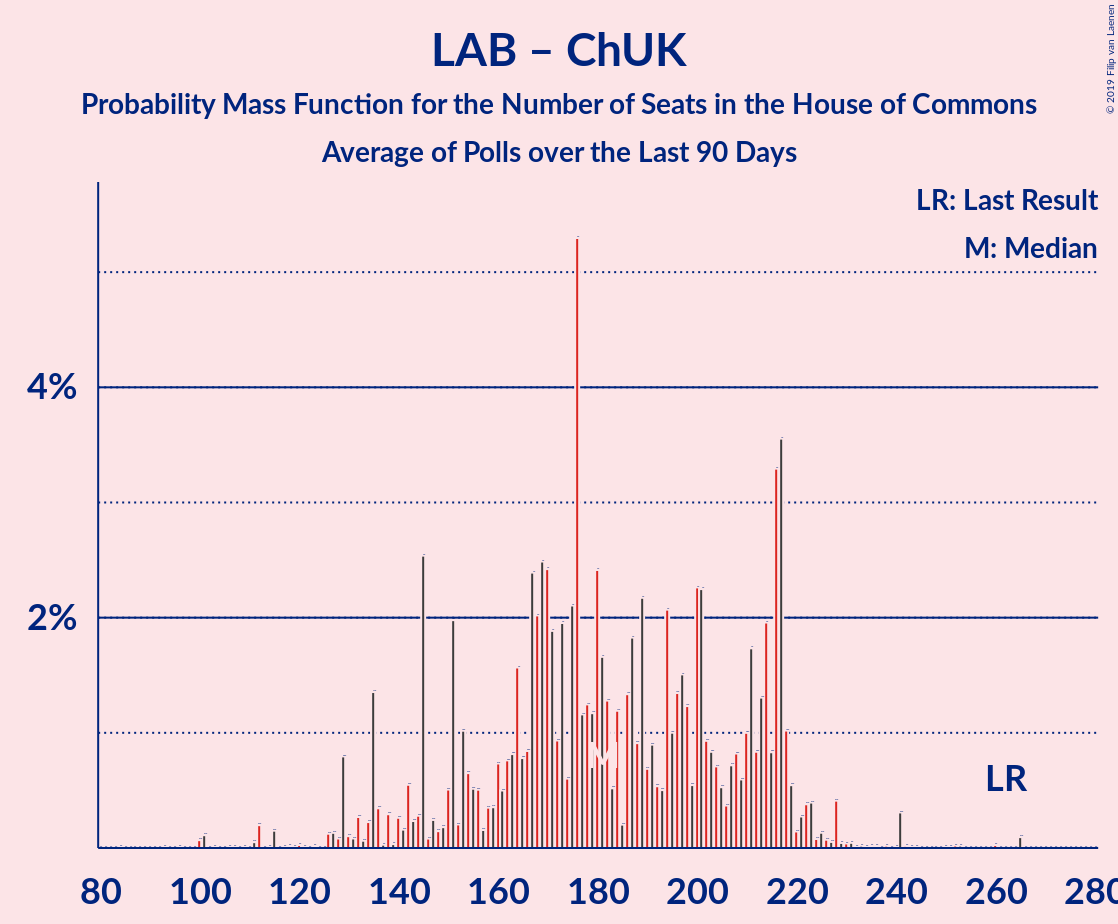 LAB – ChUK
Probability Mass Function for the Number of Seats in the House of Commons
Average of Polls over the Last 90 Days
© 2019 Filip van Laenen
LR: Last Result
M: Median
4%
2%
M
LR
80 100 120 140 160 180 200 220 240 260 280